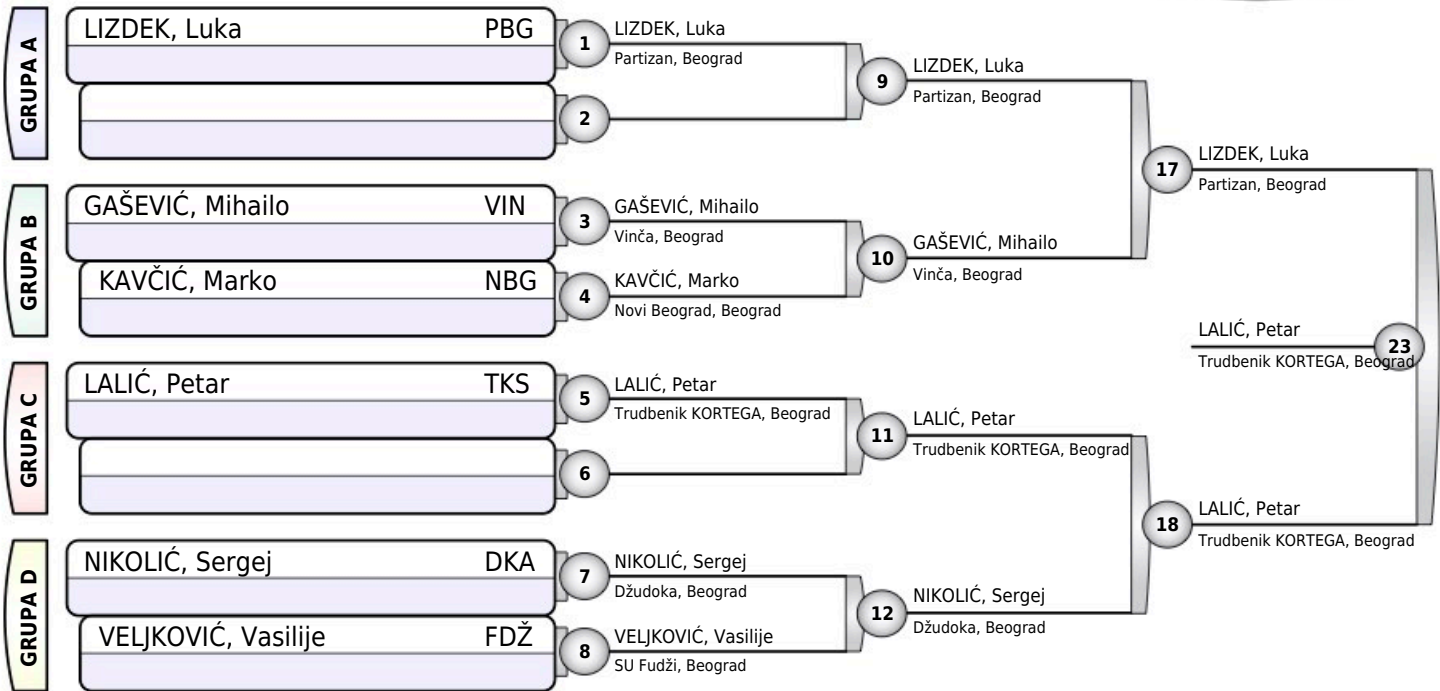 GRUPA A
LIZDEK, Luka PBG
1
LIZDEK, Luka
Partizan, Beograd
2
9
LIZDEK, Luka
Partizan, Beograd
GRUPA B
GAŠEVIĆ, Mihailo VIN
KAVČIĆ, Marko NBG
3
GAŠEVIĆ, Mihailo
Vinča, Beograd
4
KAVČIĆ, Marko
Novi Beograd, Beograd
10
GAŠEVIĆ, Mihailo
Vinča, Beograd
17
LIZDEK, Luka
Partizan, Beograd
GRUPA C
LALIĆ, Petar TKS
5
LALIĆ, Petar
Trudbenik KORTEGA, Beograd
6
11
LALIĆ, Petar
Trudbenik KORTEGA, Beograd
GRUPA D
NIKOLIĆ, Sergej DKA
VELJKOVIĆ, Vasilije FDŽ
7
NIKOLIĆ, Sergej
Džudoka, Beograd
8
VELJKOVIĆ, Vasilije
SU Fudži, Beograd
12
NIKOLIĆ, Sergej
Džudoka, Beograd
18
LALIĆ, Petar
Trudbenik KORTEGA, Beograd
LALIĆ, Petar
Trudbenik KORTEGA, Beograd
23